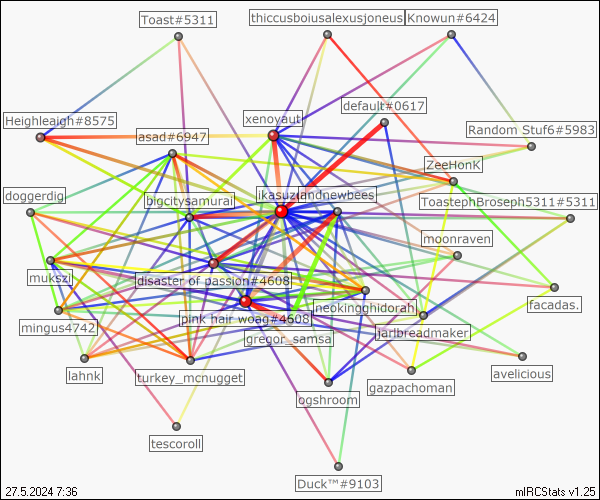 Toast#5311
thiccusboiusalexusjoneus
Knowun#6424
default#0617
Heighleaigh#8575
xenovaut
asad#6947
Random Stuf6#5983
ZeeHonK
doggerdig
bigcitysamurai
ikasuz
andnewbees
ToastephBroseph5311#5311
moonraven
mukszi
disaster of passion#4608
neokingghidorah
facadas.
mingus4742
pink hair woag#4608
jarlbreadmaker
gregor_samsa
lahnk
turkey_mcnugget
avelicious
gazpachoman
ogshroom
tescoroll
Duck™#9103
27.5.2024 7:36
mIRCStats v1.25